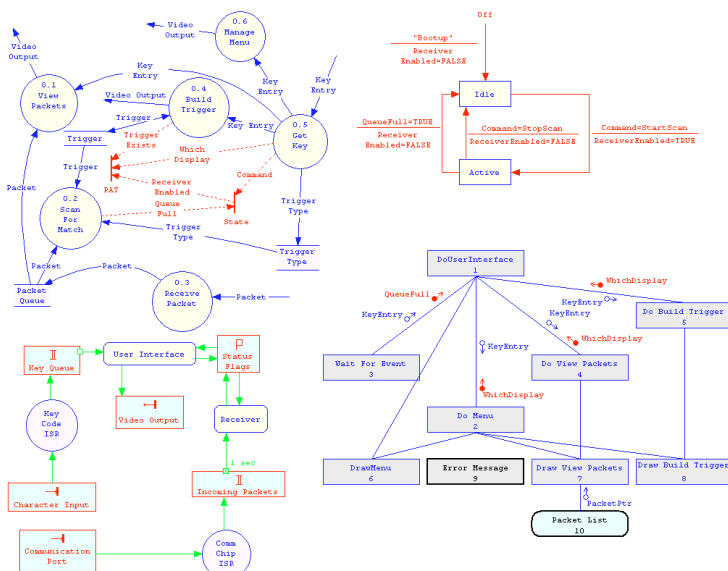 0.6
Manage
Menu
Video
Output
Video
Output
Key
Entry
0.1
View
Packets
0.4
Build
Trigger
Video Output
Key
Entry
Key
Entry
0.5
Get
Key
Key Entry
Trigger
Trigger
Trigger
Exists
Which
Display
Trigger
Command
PAT
Receiver
Enabled
Queue
Full
State
Packet
0.2
Scan
For
Match
Trigger
Type
Trigger
Type
Trigger
Type
Packet
Packet
Packet
Queue
0.3
Receive
Packet
Packet
Off
"Bootup"
Receiver
Enabled=FALSE
Idle
QueueFull=TRUE
Receiver
Enabled=FALSE
Command=StopScan
ReceiverEnabled=FALSE
Command=StartScan
ReceiverEnabled=TRUE
Active
Key Queue
User Interface
Status
Flags
Video Output
Key
Code
ISR
Receiver
1 sec
Incoming Packets
Character Input
Communication
Port
Comm
Chip
ISR
DoUserInterface
1
QueueFull
WhichDisplay
KeyEntry
KeyEntry
KeyEntry
Do Build Trigger
5
KeyEntry
WhichDisplay
Wait For Event
3
Do View Packets
4
WhichDisplay
Do Menu
2
DrawMenu
6
Error Message
9
Draw View Packets
7
Draw Build Trigger
8
PacketPtr
Packet List
10